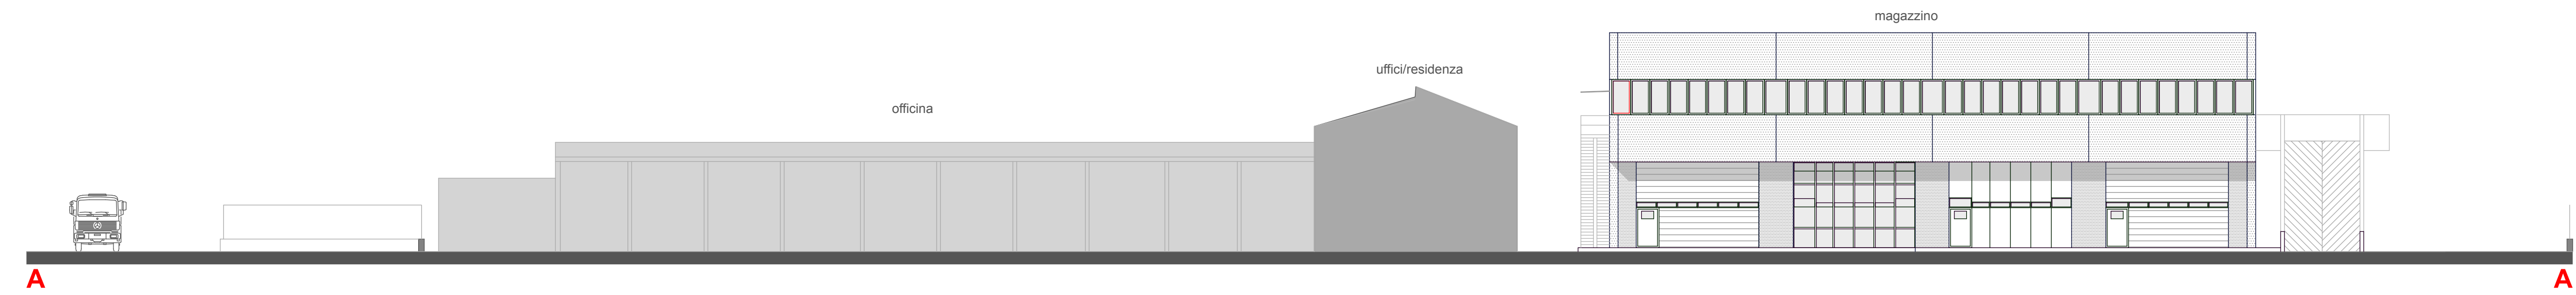 magazzino
uffici/residenza
officina
A A